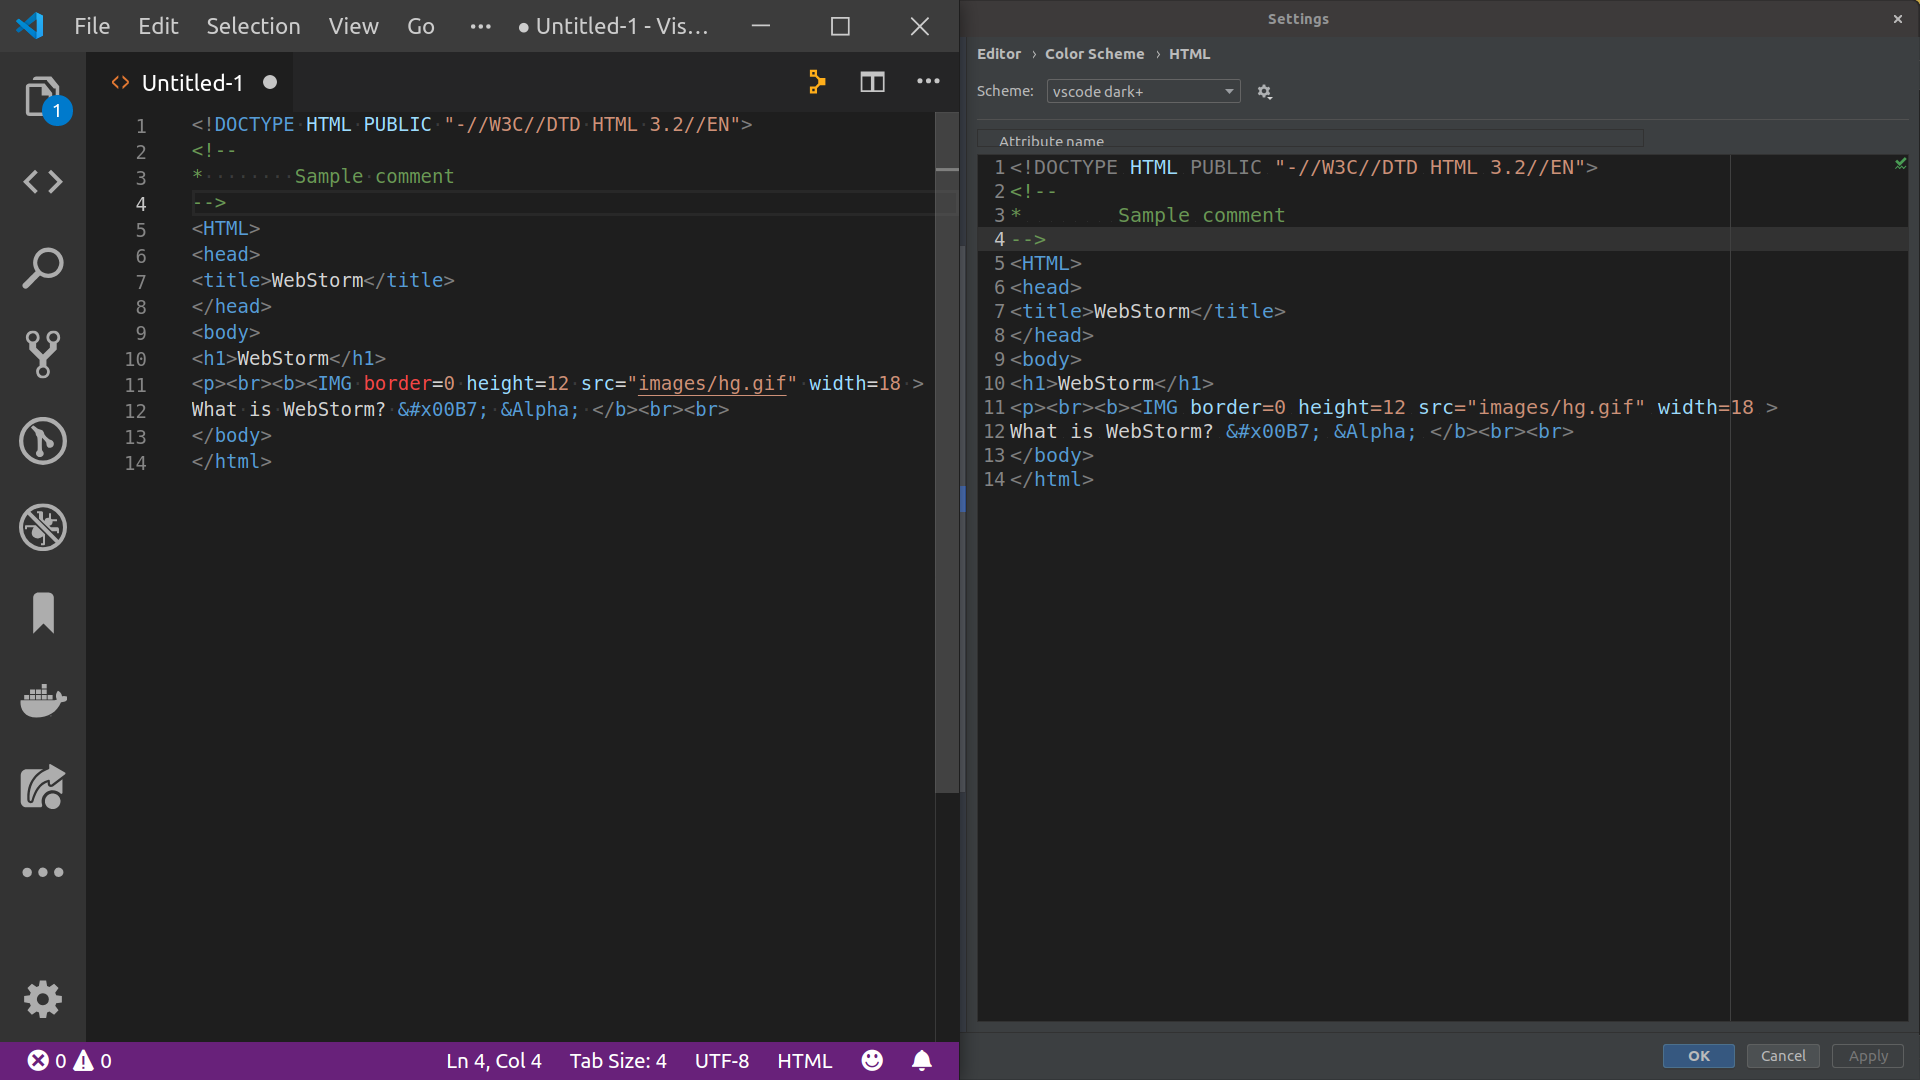 File Edit Selection View Go ··· ● Untitled-1 - Vis...
1
<> Untitled-1 ●
1 <!DOCTYPE HTML PUBLIC "-//W3C//DTD HTML 3.2//EN">
2 <!--
3 *········Sample comment
4 -->
5 <HTML>
6 <head>
7 <title>WebStorm</title>
8 </head>
9 <body>
10 <h1>WebStorm</h1>
11 <p><br><b><IMG border=0 height=12 src="images/hg.gif" width=18 >
12 What is WebStorm? &#x00B7; &Alpha; </b><br><br>
13 </body>
14 </html>
0 0 Ln 4, Col 4 Tab Size: 4 UTF-8 HTML
Settings
Editor › Color Scheme › HTML
Scheme: vscode dark+
Attribute name
1 <!DOCTYPE HTML PUBLIC "-//W3C//DTD HTML 3.2//EN">
2 <!--
3 *        Sample comment
4 -->
5 <HTML>
6 <head>
7 <title>WebStorm</title>
8 </head>
9 <body>
10 <h1>WebStorm</h1>
11 <p><br><b><IMG border=0 height=12 src="images/hg.gif" width=18 >
12 What is WebStorm? &#x00B7; &Alpha; </b><br><br>
13 </body>
14 </html>
OK Cancel Apply